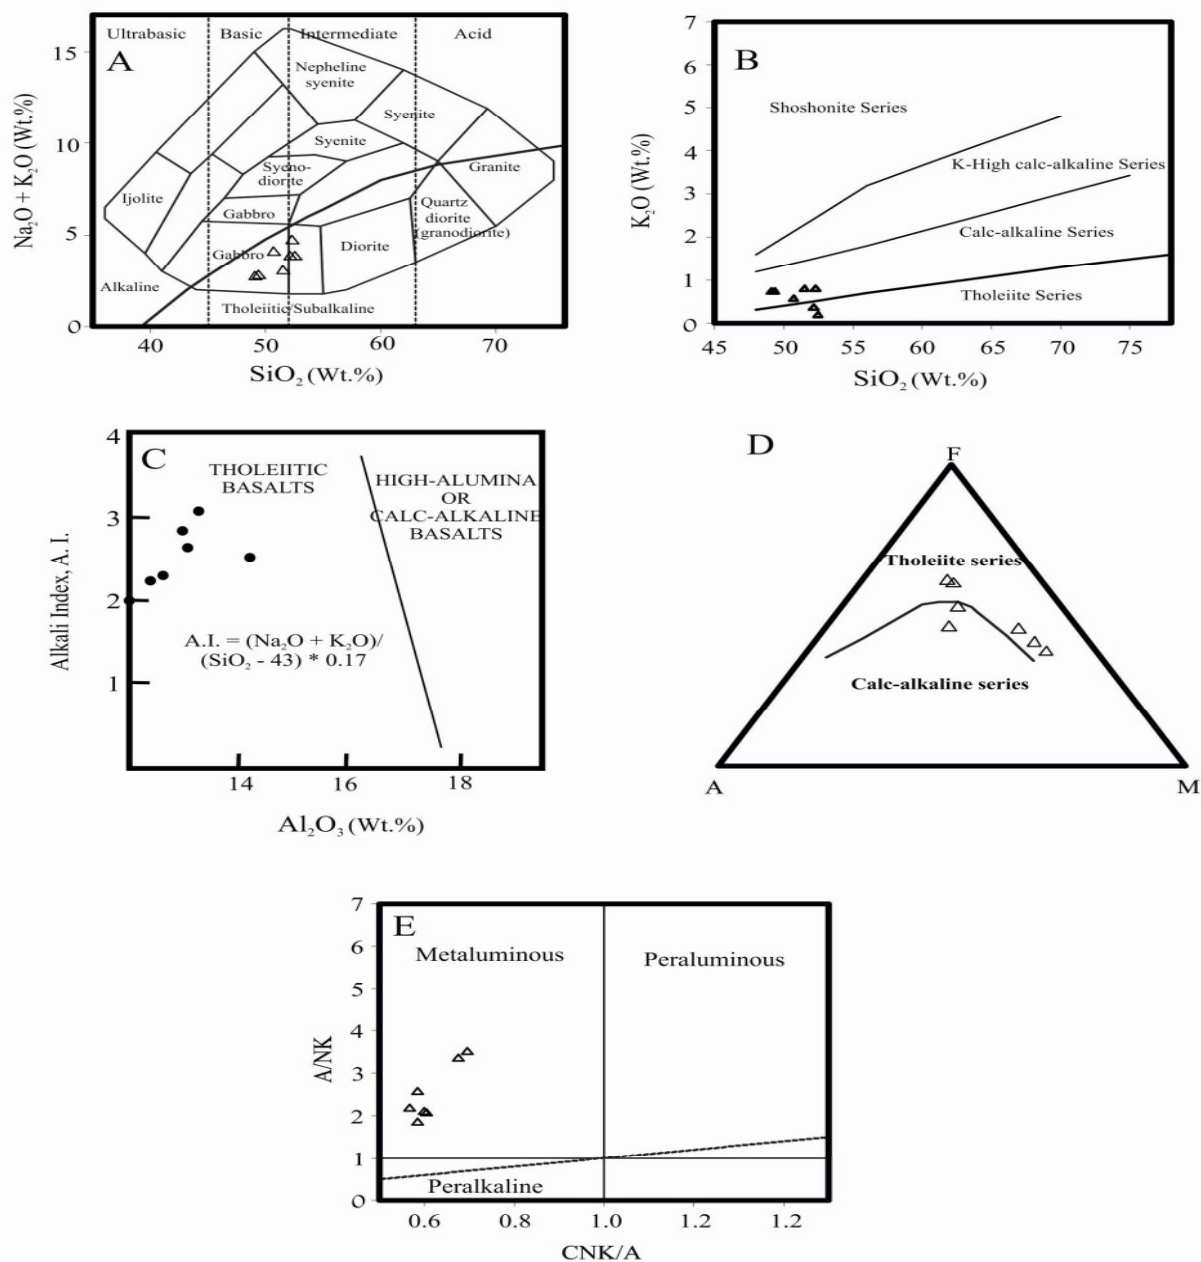 Ultrabasic Basic Intermediate Acid
A
Nepheline
syenite
Syenite
Syenite
Syeno-
diorite
Granite
Ijolite
Gabbro
Quartz
diorite
(granodiorite)
Gabbro
Diorite
Alkaline
Tholeiitic/Subalkaline
15
10
5
0
40 50 60 70
Na₂O + K₂O (Wt.%)
SiO₂ (Wt.%)
B
Shoshonite Series
K-High calc-alkaline Series
Calc-alkaline Series
Tholeiite Series
7
6
5
4
3
2
1
0
45 50 55 60 65 70 75
K₂O (Wt.%)
SiO₂ (Wt.%)
C
THOLEIITIC
BASALTS
HIGH-ALUMINA
OR
CALC-ALKALINE
BASALTS
A.I. = (Na₂O + K₂O)/
(SiO₂ - 43) * 0.17
4
3
2
1
14 16 18
Alkali Index, A. I.
Al₂O₃ (Wt.%)
D
F
Tholeiite series
Calc-alkaline series
A M
E
Metaluminous
Peraluminous
Peralkaline
7
6
5
4
3
2
1
0
0.6 0.8 1.0 1.2 1.2
A/NK
CNK/A